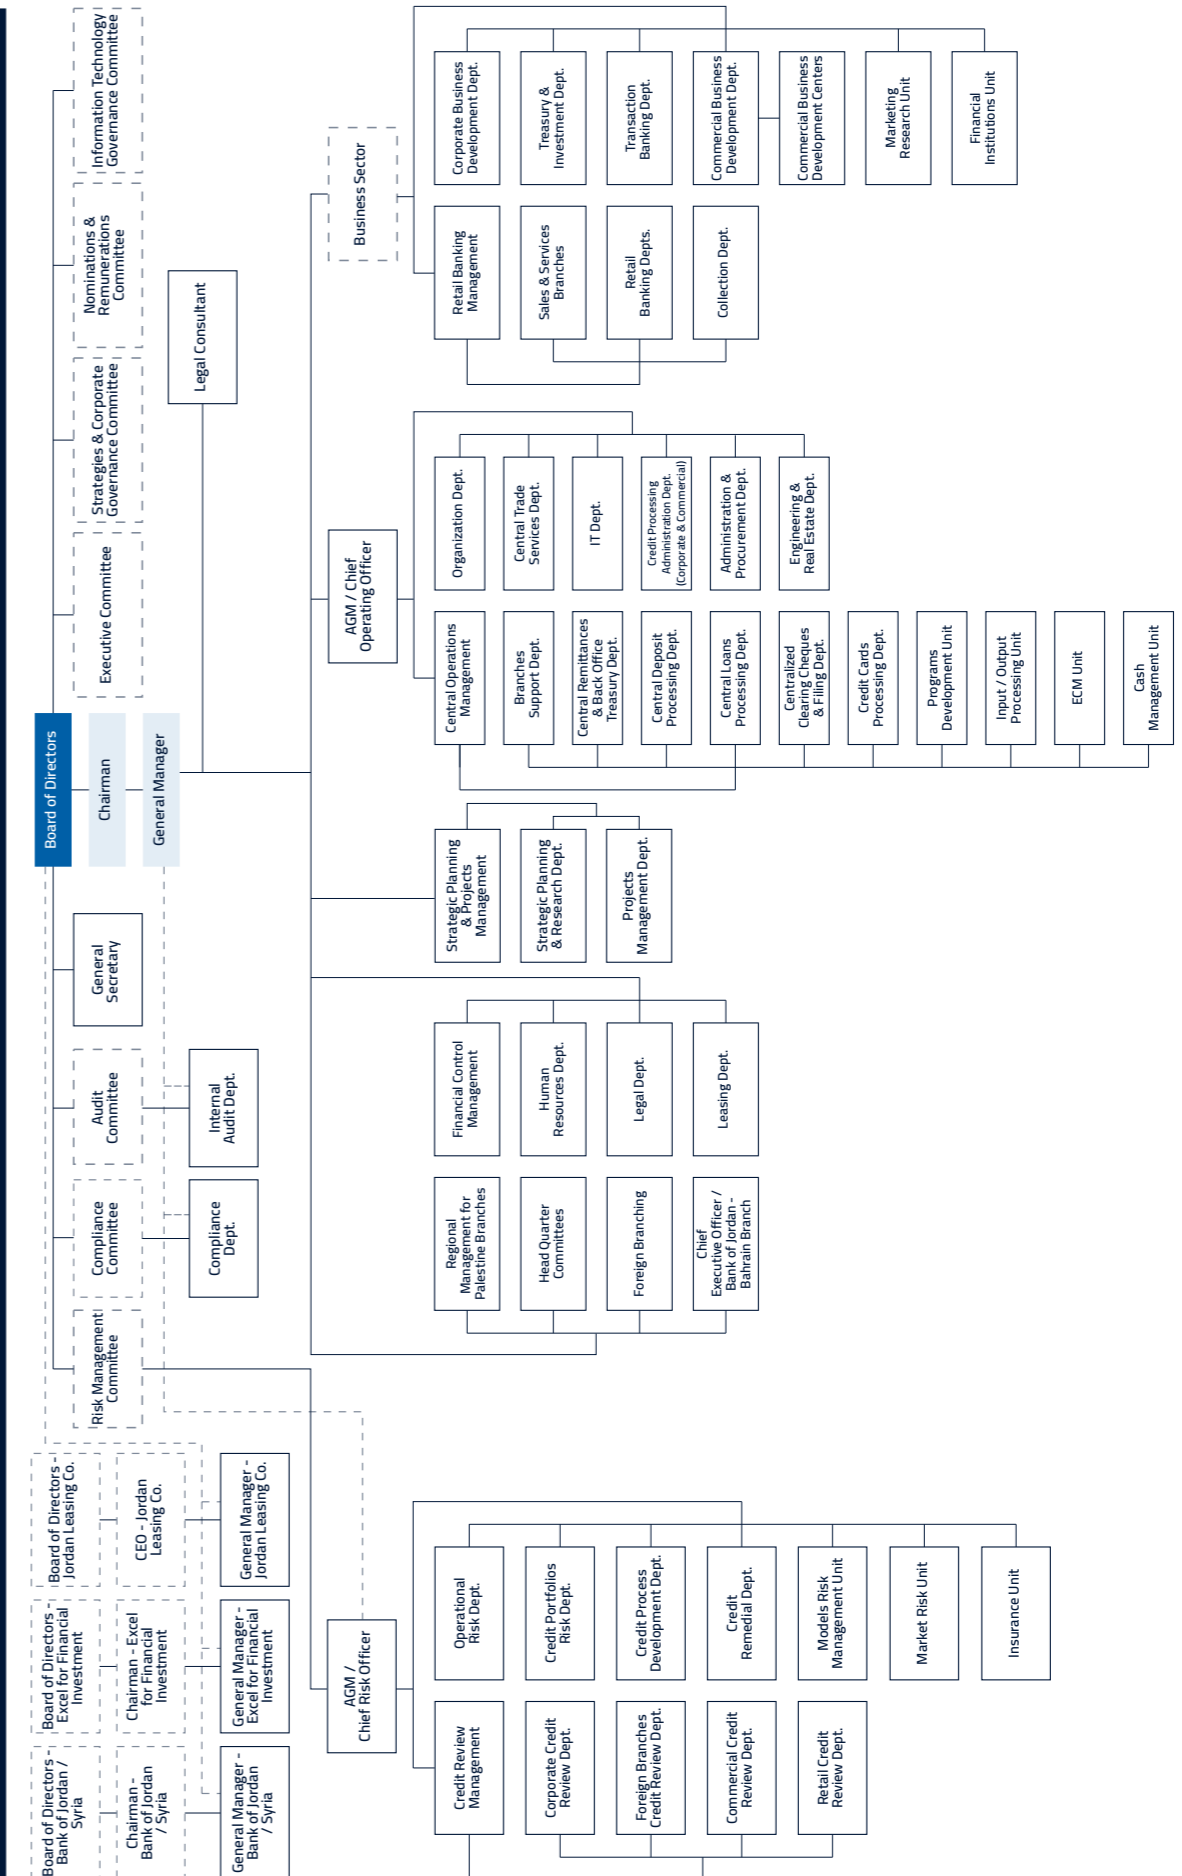 Board of Directors
Chairman
General Manager
Board of Directors -
Bank of Jordan /
Syria
Chairman -
Bank of Jordan
/ Syria
General Manager -
Bank of Jordan
/ Syria
Board of Directors -
Excel for Financial
Investment
Chairman - Excel
for Financial
Investment
General Manager -
Excel for Financial
Investment
Board of Directors -
Jordan Leasing Co.
CEO - Jordan
Leasing Co.
General Manager -
Jordan Leasing Co.
Risk Management
Committee
Compliance
Committee
Compliance
Dept.
Audit
Committee
Internal
Audit Dept.
General
Secretary
Executive Committee
Strategies & Corporate
Governance Committee
Nominations &
Remunerations
Committee
Information Technology
Governance Committee
Legal Consultant
AGM /
Chief Risk Officer
Credit Review
Management
Corporate Credit
Review Dept.
Foreign Branches
Credit Review Dept.
Commercial Credit
Review Dept.
Retail Credit
Review Dept.
Operational
Risk Dept.
Credit Portfolios
Risk Dept.
Credit Process
Development Dept.
Credit
Remedial Dept.
Models Risk
Management Unit
Market Risk Unit
Insurance Unit
Regional
Management for
Palestine Branches
Head Quarter
Committees
Foreign Branching
Chief
Executive Officer /
Bank of Jordan -
Bahrain Branch
Financial Control
Management
Human
Resources Dept.
Legal Dept.
Leasing Dept.
Strategic Planning
& Projects
Management
Strategic Planning
& Research Dept.
Projects
Management Dept.
AGM / Chief
Operating Officer
Central Operations
Management
Branches
Support Dept.
Central Remittances
& Back Office
Treasury Dept.
Central Deposit
Processing Dept.
Central Loans
Processing Dept.
Centralized
Clearing Cheques
& Filing Dept.
Credit Cards
Processing Dept.
Programs
Development Unit
Input / Output
Processing Unit
ECM Unit
Cash
Management Unit
Organization Dept.
Central Trade
Services Dept.
IT Dept.
Credit Processing
Administration Dept.
(Corporate & Commercial)
Administration &
Procurement Dept.
Engineering &
Real Estate Dept.
Business Sector
Retail Banking
Management
Sales & Services
Branches
Retail
Banking Depts.
Collection Dept.
Corporate Business
Development Dept.
Treasury &
Investment Dept.
Transaction
Banking Dept.
Commercial Business
Development Dept.
Commercial Business
Development Centers
Marketing
Research Unit
Financial
Institutions Unit